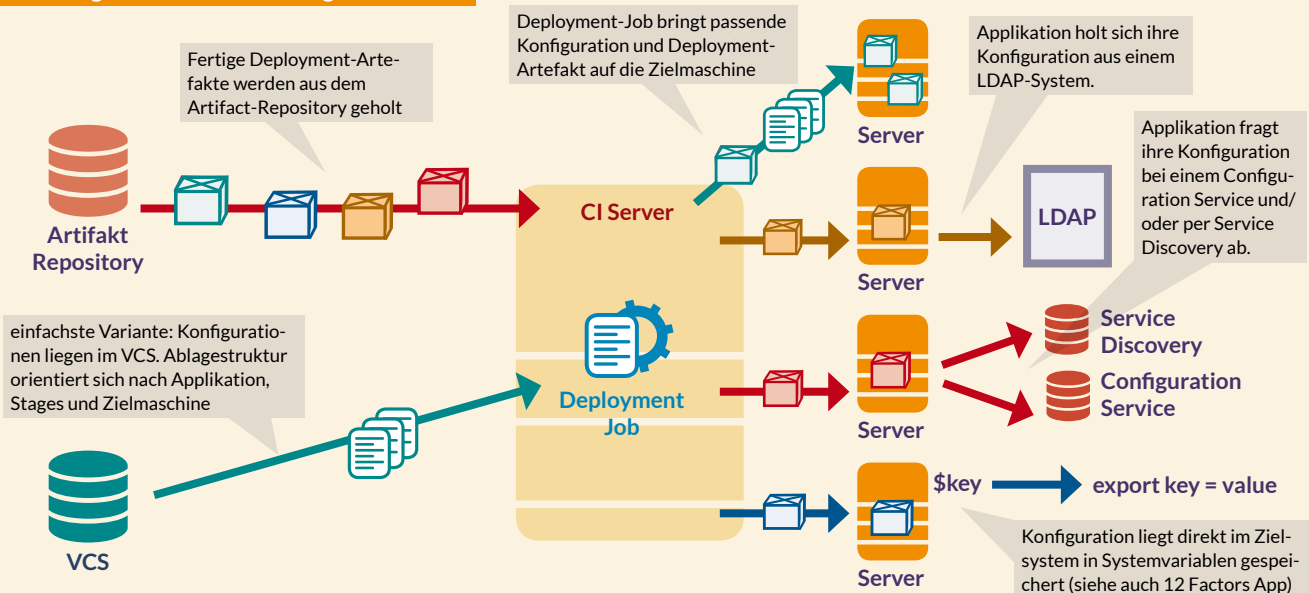 Fertige Deployment-Arte-
fakte werden aus dem
Artifact-Repository geholt
Deployment-Job bringt passende
Konfiguration und Deployment-
Artefakt auf die Zielmaschine
Applikation holt sich ihre
Konfiguration aus einem
LDAP-System.
Applikation fragt
ihre Konfiguration
bei einem Configu-
ration Service und/
oder per Service
Discovery ab.
Server
Artifakt
Repository
CI Server
LDAP
Server
einfachste Variante: Konfiguratio-
nen liegen im VCS. Ablagestruktur
orientiert sich nach Applikation,
Stages und Zielmaschine
Service
Discovery
Configuration
Service
Deployment
Job
Server
VCS
$key
export key = value
Server
Konfiguration liegt direkt im Ziel-
system in Systemvariablen gespei-
chert (siehe auch 12 Factors App)